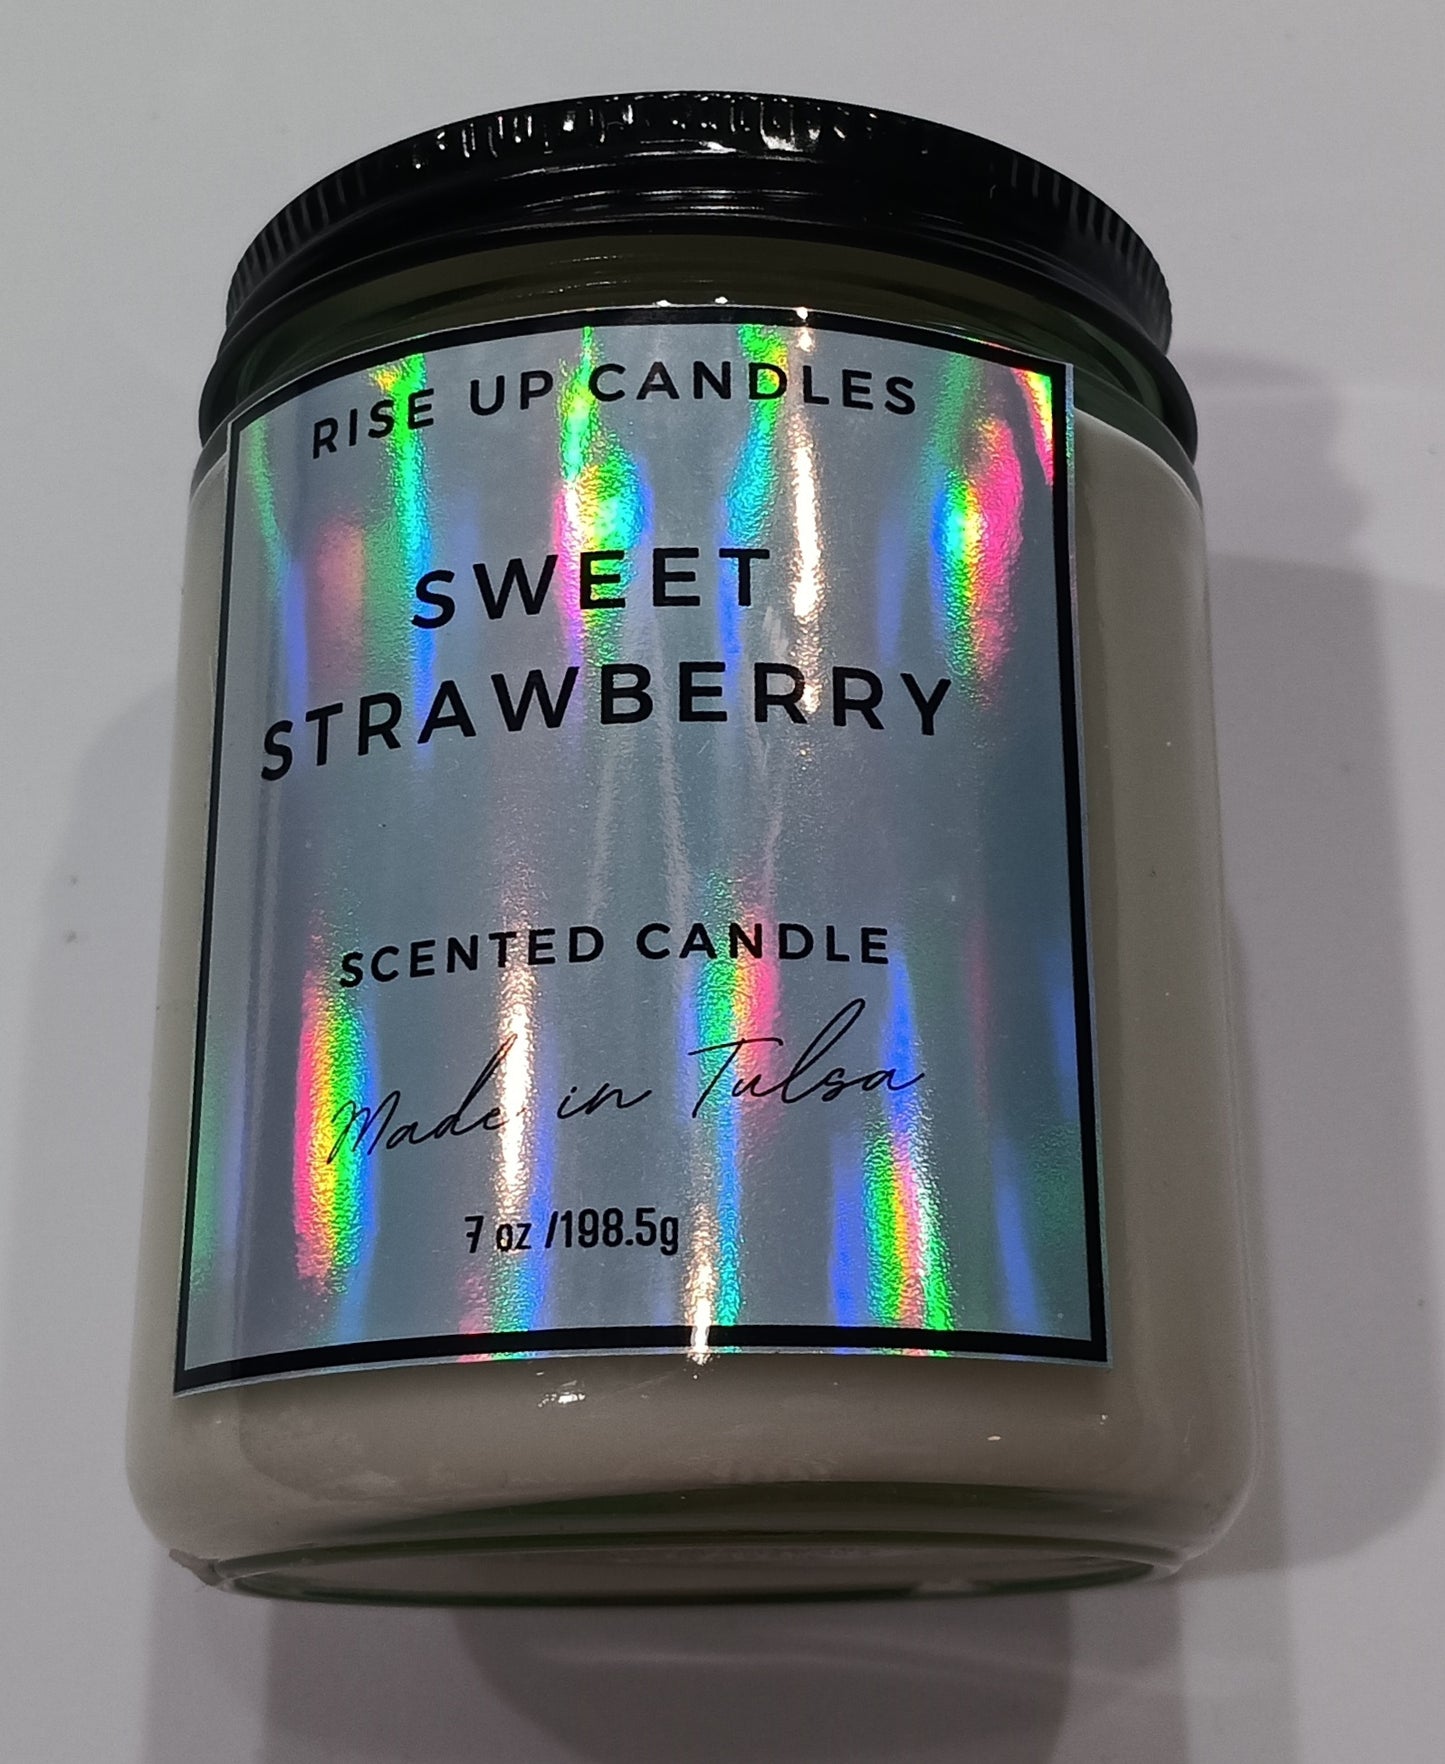 RISE UP CANDLES
SWEET
STRAWBERRY
SCENTED CANDLE
Made in Tulsa
7 oz /198.5g